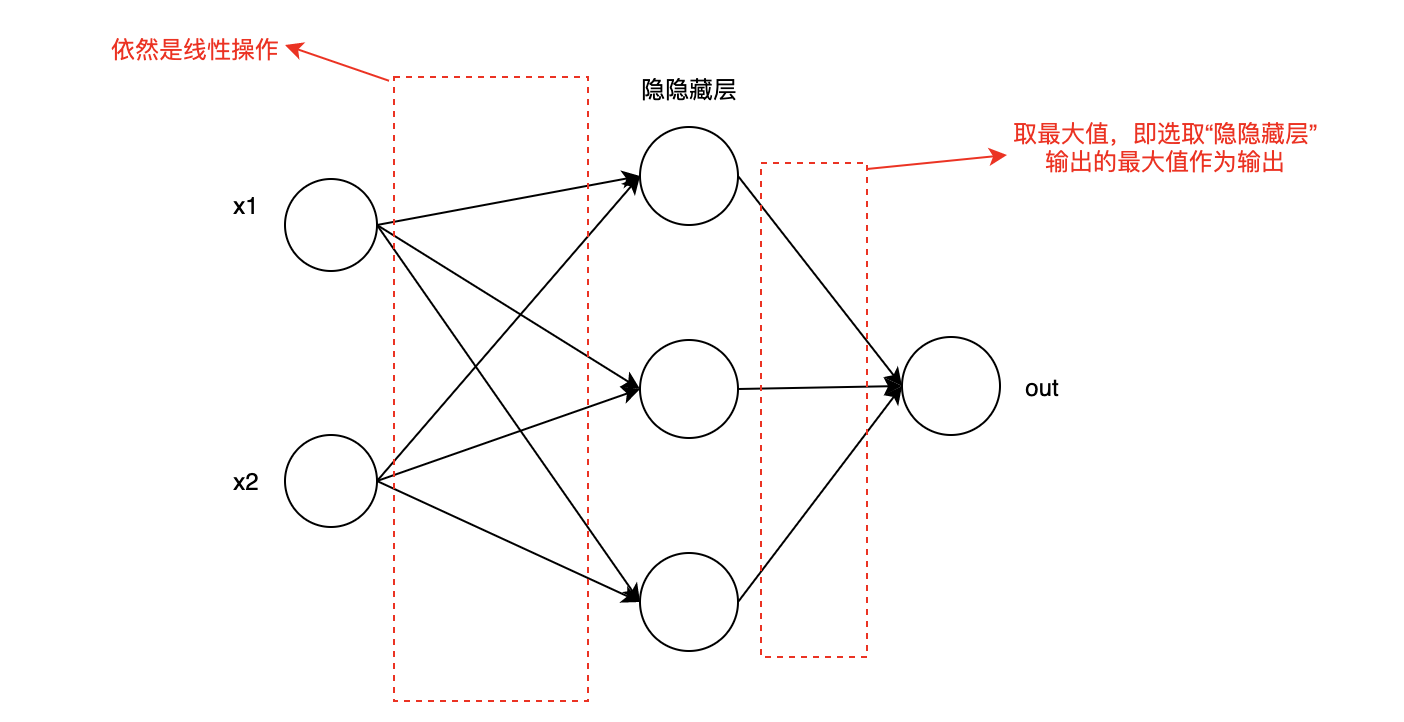 依然是线性操作
隐隐藏层
取最大值，即选取“隐隐藏层”
输出的最大值作为输出
x1
out
x2